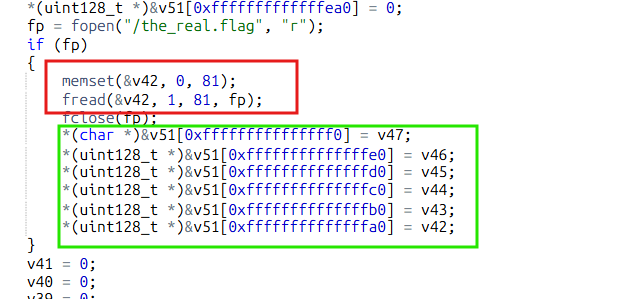 *(uint128_t *)&v51[0xfffffffffffffea0] = 0;
fp = fopen("/the_real.flag", "r");
if (fp)
{
memset(&v42, 0, 81);
fread(&v42, 1, 81, fp);
fclose(fp);
*(char *)&v51[0xfffffffffffffff0] = v47;
*(uint128_t *)&v51[0xffffffffffffffe0] = v46;
*(uint128_t *)&v51[0xffffffffffffffd0] = v45;
*(uint128_t *)&v51[0xffffffffffffffc0] = v44;
*(uint128_t *)&v51[0xffffffffffffffb0] = v43;
*(uint128_t *)&v51[0xffffffffffffffa0] = v42;
}
v41 = 0;
v40 = 0;
v39 = 0;